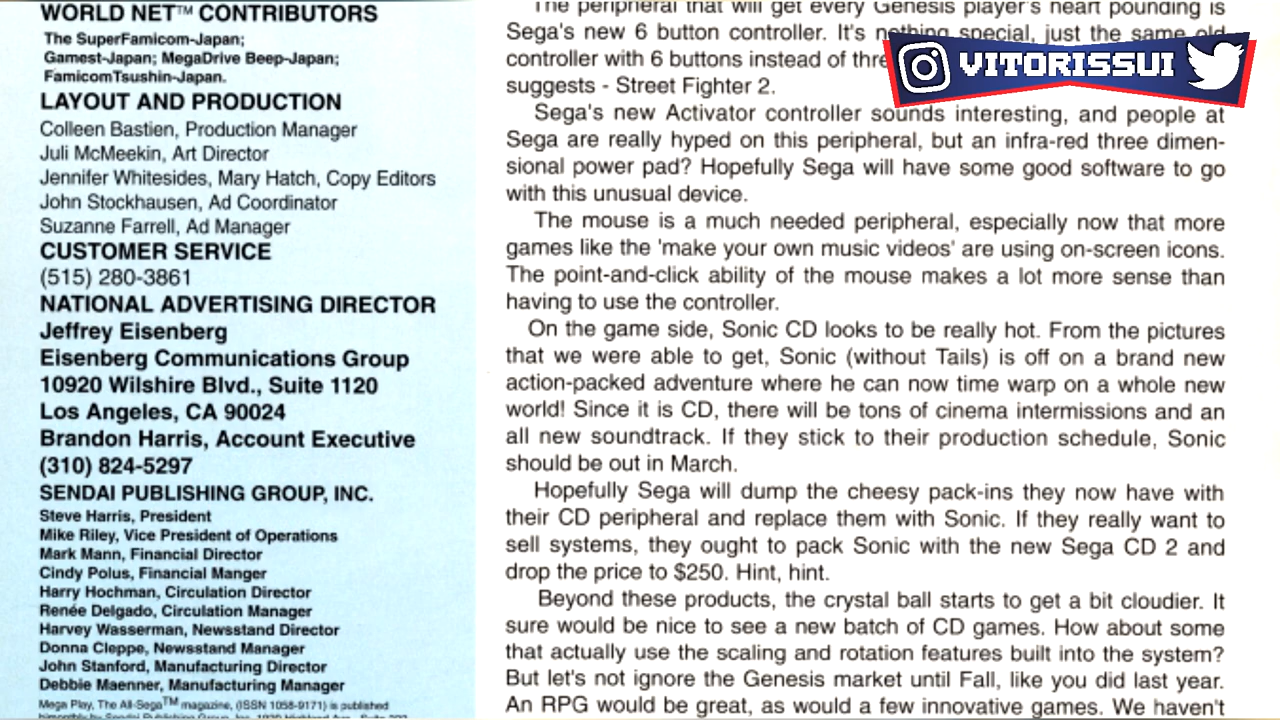 WORLD NET™ CONTRIBUTORS
The SuperFamicom-Japan;
Gamest-Japan; MegaDrive Beep-Japan;
FamicomTsushin-Japan.
LAYOUT AND PRODUCTION
Colleen Bastien, Production Manager
Juli McMeekin, Art Director
Jennifer Whitesides, Mary Hatch, Copy Editors
John Stockhausen, Ad Coordinator
Suzanne Farrell, Ad Manager
CUSTOMER SERVICE
(515) 280-3861
NATIONAL ADVERTISING DIRECTOR
Jeffrey Eisenberg
Eisenberg Communications Group
10920 Wilshire Blvd., Suite 1120
Los Angeles, CA 90024
Brandon Harris, Account Executive
(310) 824-5297
SENDAI PUBLISHING GROUP, INC.
Steve Harris, President
Mike Riley, Vice President of Operations
Mark Mann, Financial Director
Cindy Polus, Financial Manger
Harry Hochman, Circulation Director
Renée Delgado, Circulation Manager
Harvey Wasserman, Newsstand Director
Donna Cleppe, Newsstand Manager
John Stanford, Manufacturing Director
Debbie Maenner, Manufacturing Manager
Mega Play, The All-Sega™ magazine, (ISSN 1058-9171) is published
bimonthly by Sendai Publishing Group, Inc.
The peripheral that will get every Genesis player's heart pounding is
Sega's new 6 button controller. It's nothing special, just the same old
controller with 6 buttons instead of
suggests - Street Fighter 2.
Sega's new Activator controller sounds interesting, and people at
Sega are really hyped on this peripheral, but an infra-red three dimen-
sional power pad? Hopefully Sega will have some good software to go
with this unusual device.
The mouse is a much needed peripheral, especially now that more
games like the 'make your own music videos' are using on-screen icons.
The point-and-click ability of the mouse makes a lot more sense than
having to use the controller.
On the game side, Sonic CD looks to be really hot. From the pictures
that we were able to get, Sonic (without Tails) is off on a brand new
action-packed adventure where he can now time warp on a whole new
world! Since it is CD, there will be tons of cinema intermissions and an
all new soundtrack. If they stick to their production schedule, Sonic
should be out in March.
Hopefully Sega will dump the cheesy pack-ins they now have with
their CD peripheral and replace them with Sonic. If they really want to
sell systems, they ought to pack Sonic with the new Sega CD 2 and
drop the price to $250. Hint, hint.
Beyond these products, the crystal ball starts to get a bit cloudier. It
sure would be nice to see a new batch of CD games. How about some
that actually use the scaling and rotation features built into the system?
But let's not ignore the Genesis market until Fall, like you did last year.
An RPG would be great, as would a few innovative games. We haven't
VITORISSUI